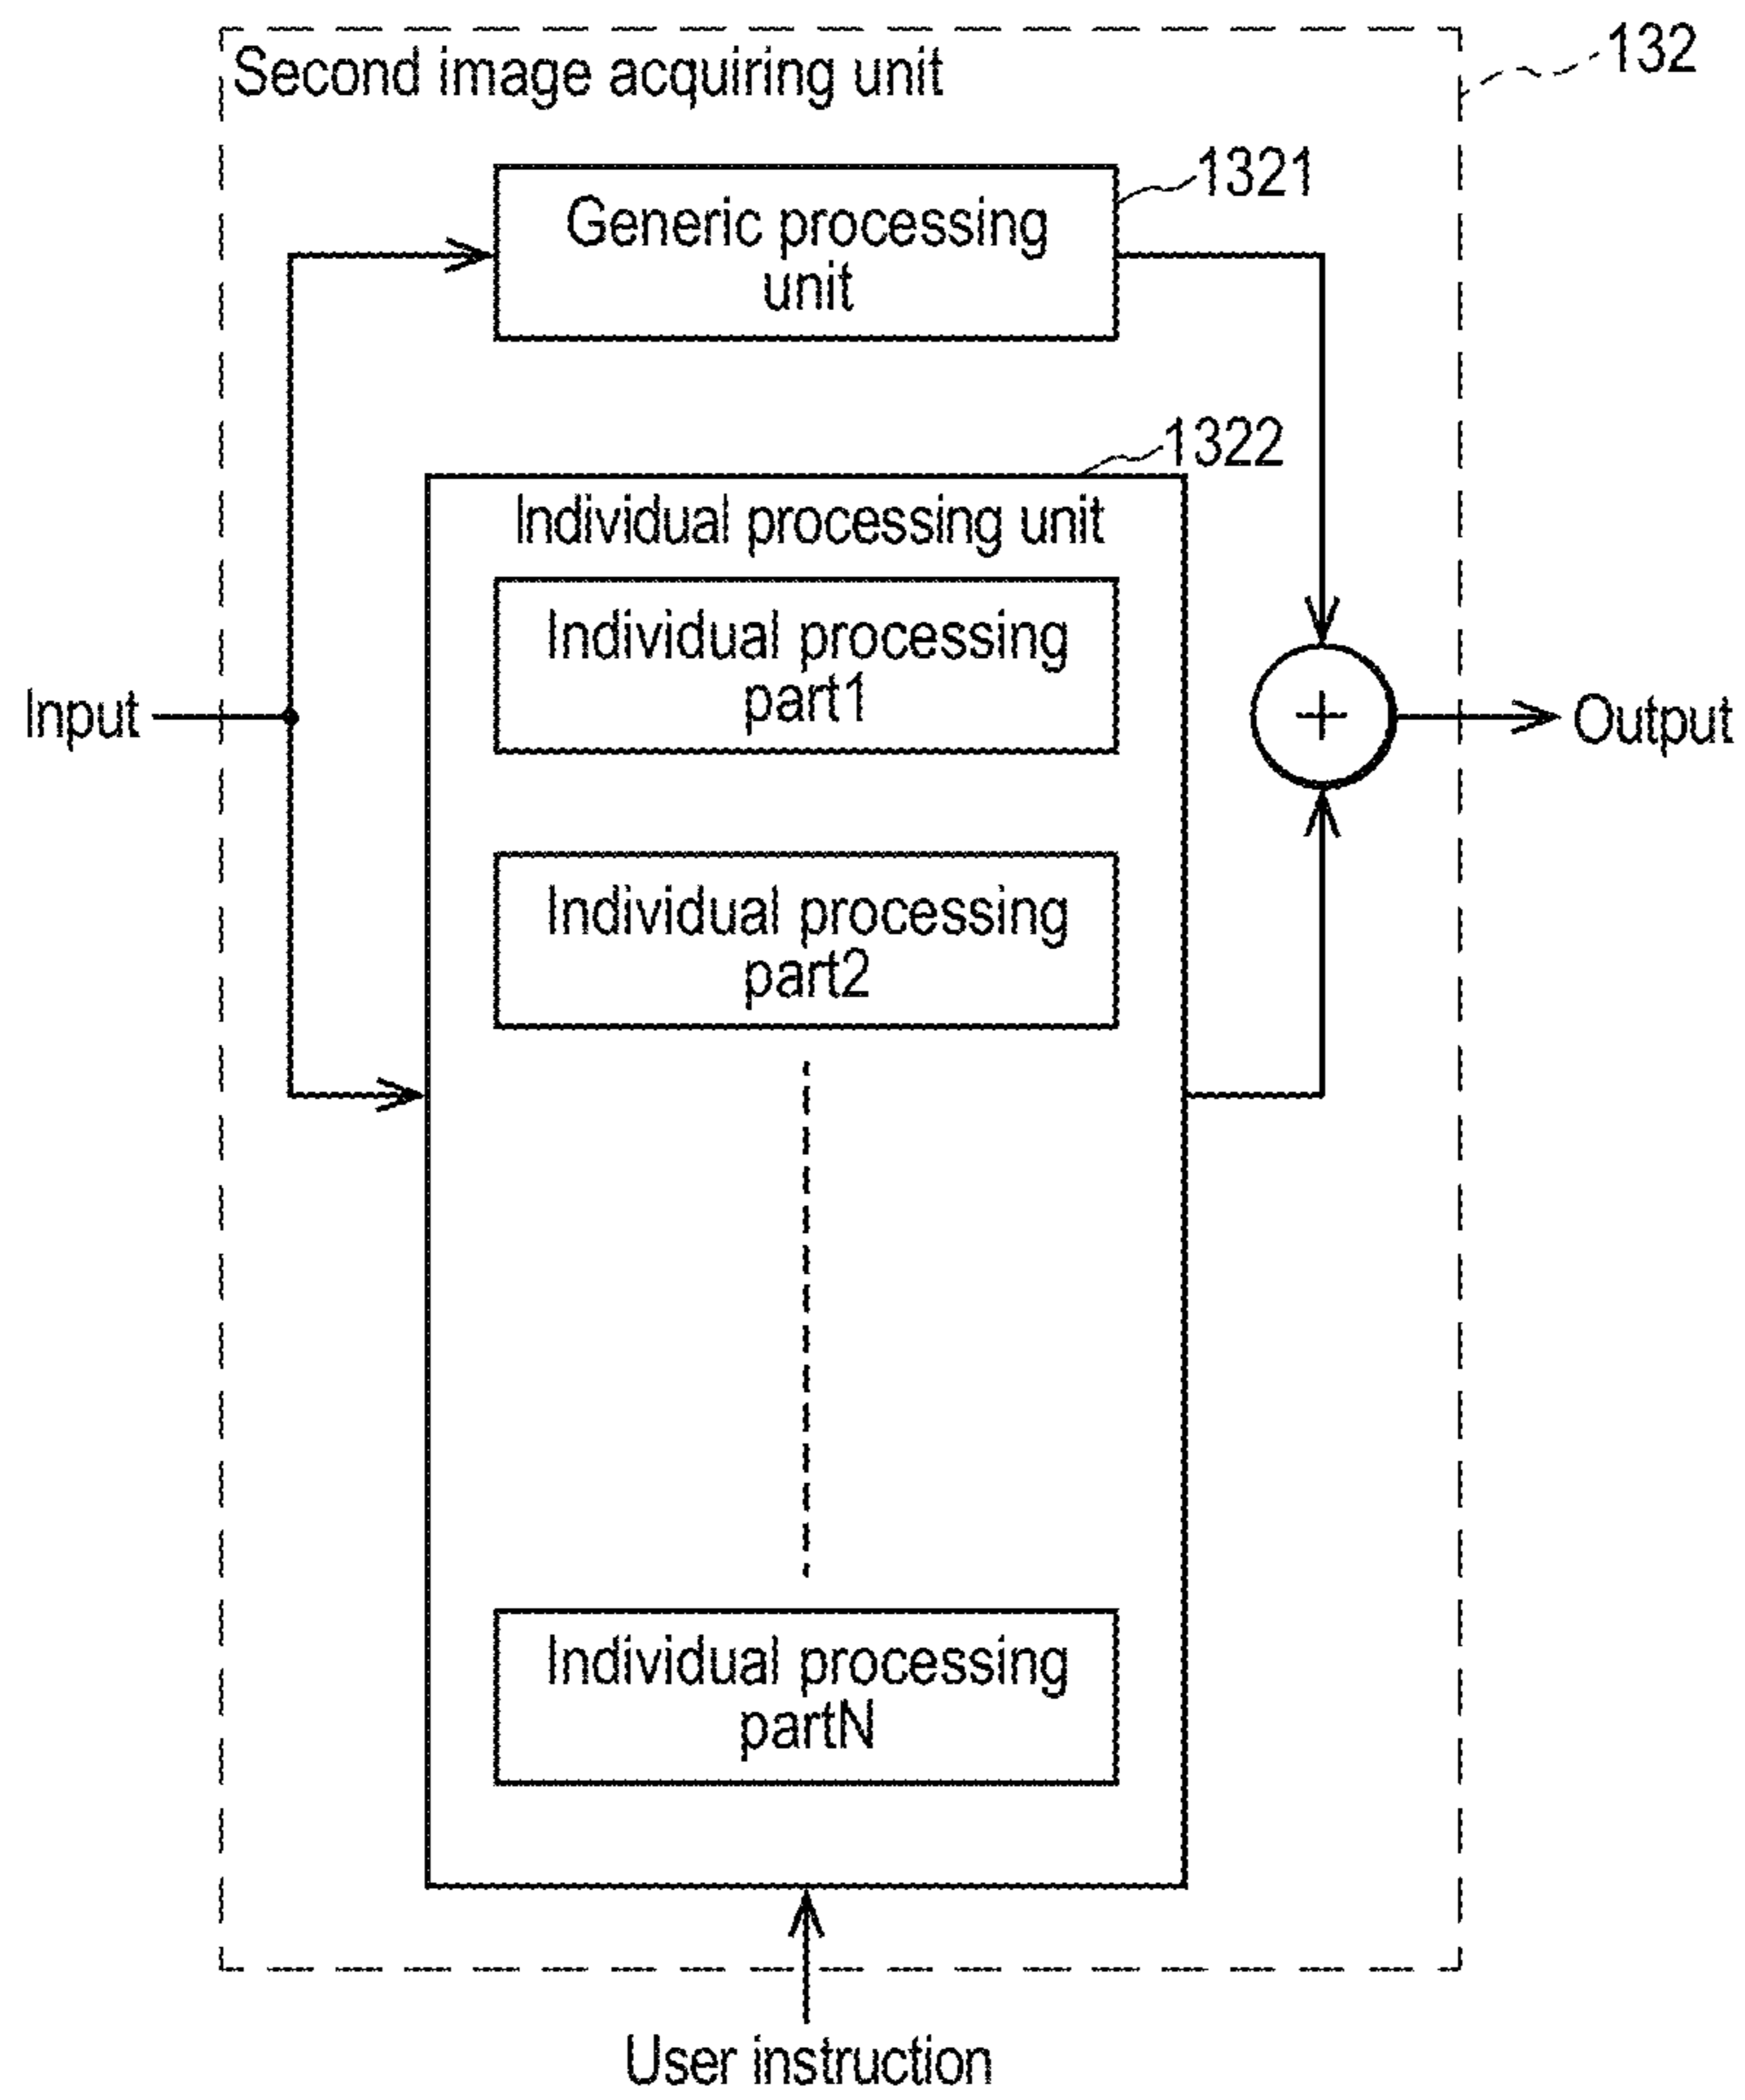 132
Second image acquiring unit
1321
Generic processing
unit
1322
Individual processing unit
Individual processing
part1
Input
+
Output
Individual processing
part2
Individual processing
partN
User instruction